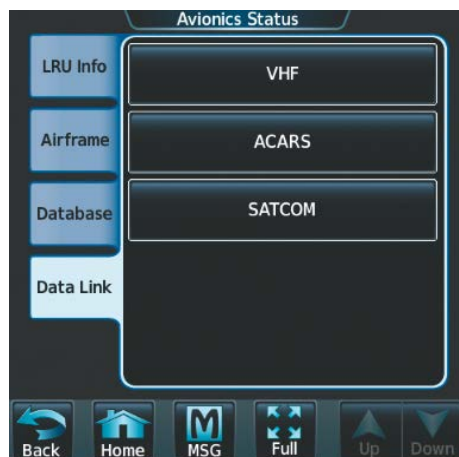 Avionics Status
LRU Info
VHF
Airframe
ACARS
Database
SATCOM
Data Link
Back
Home
M
MSG
Full
Up
Down